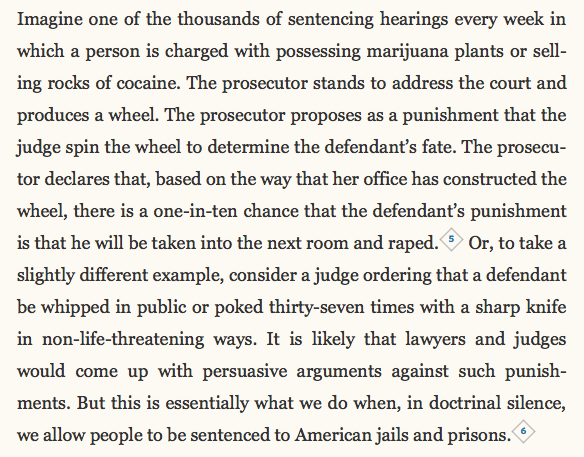 Imagine one of the thousands of sentencing hearings every week in
which a person is charged with possessing marijuana plants or sell-
ing rocks of cocaine. The prosecutor stands to address the court and
produces a wheel. The prosecutor proposes as a punishment that the
judge spin the wheel to determine the defendant’s fate. The prosecu-
tor declares that, based on the way that her office has constructed the
wheel, there is a one-in-ten chance that the defendant’s punishment
is that he will be taken into the next room and raped. 5 Or, to take a
slightly different example, consider a judge ordering that a defendant
be whipped in public or poked thirty-seven times with a sharp knife
in non-life-threatening ways. It is likely that lawyers and judges
would come up with persuasive arguments against such punish-
ments. But this is essentially what we do when, in doctrinal silence,
we allow people to be sentenced to American jails and prisons. 6